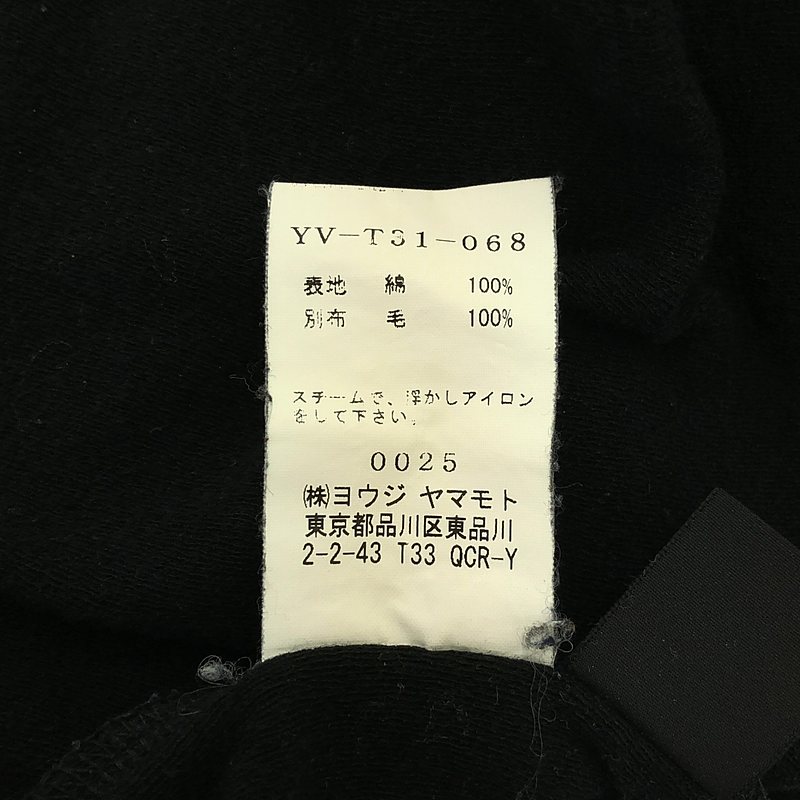 YV-T31-068
表地 綿 100%
別布 毛 100%
スチームで、浮かしアイロン
をして下さい。
0025
㈱ヨウジ ヤマモト
東京都品川区東品川
2-2-43 T33 QCR-Y